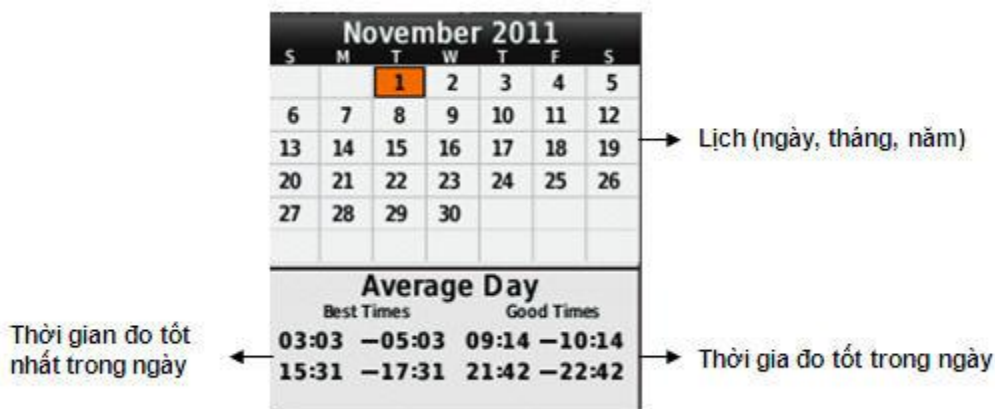 November 2011
S M T W T F S
1 2 3 4 5
6 7 8 9 10 11 12
13 14 15 16 17 18 19
20 21 22 23 24 25 26
27 28 29 30
Lịch (ngày, tháng, năm)
Average Day
Best Times Good Times
03:03 –05:03 09:14 –10:14
15:31 –17:31 21:42 –22:42
Thời gian đo tốt
nhất trong ngày
Thời gia đo tốt trong ngày